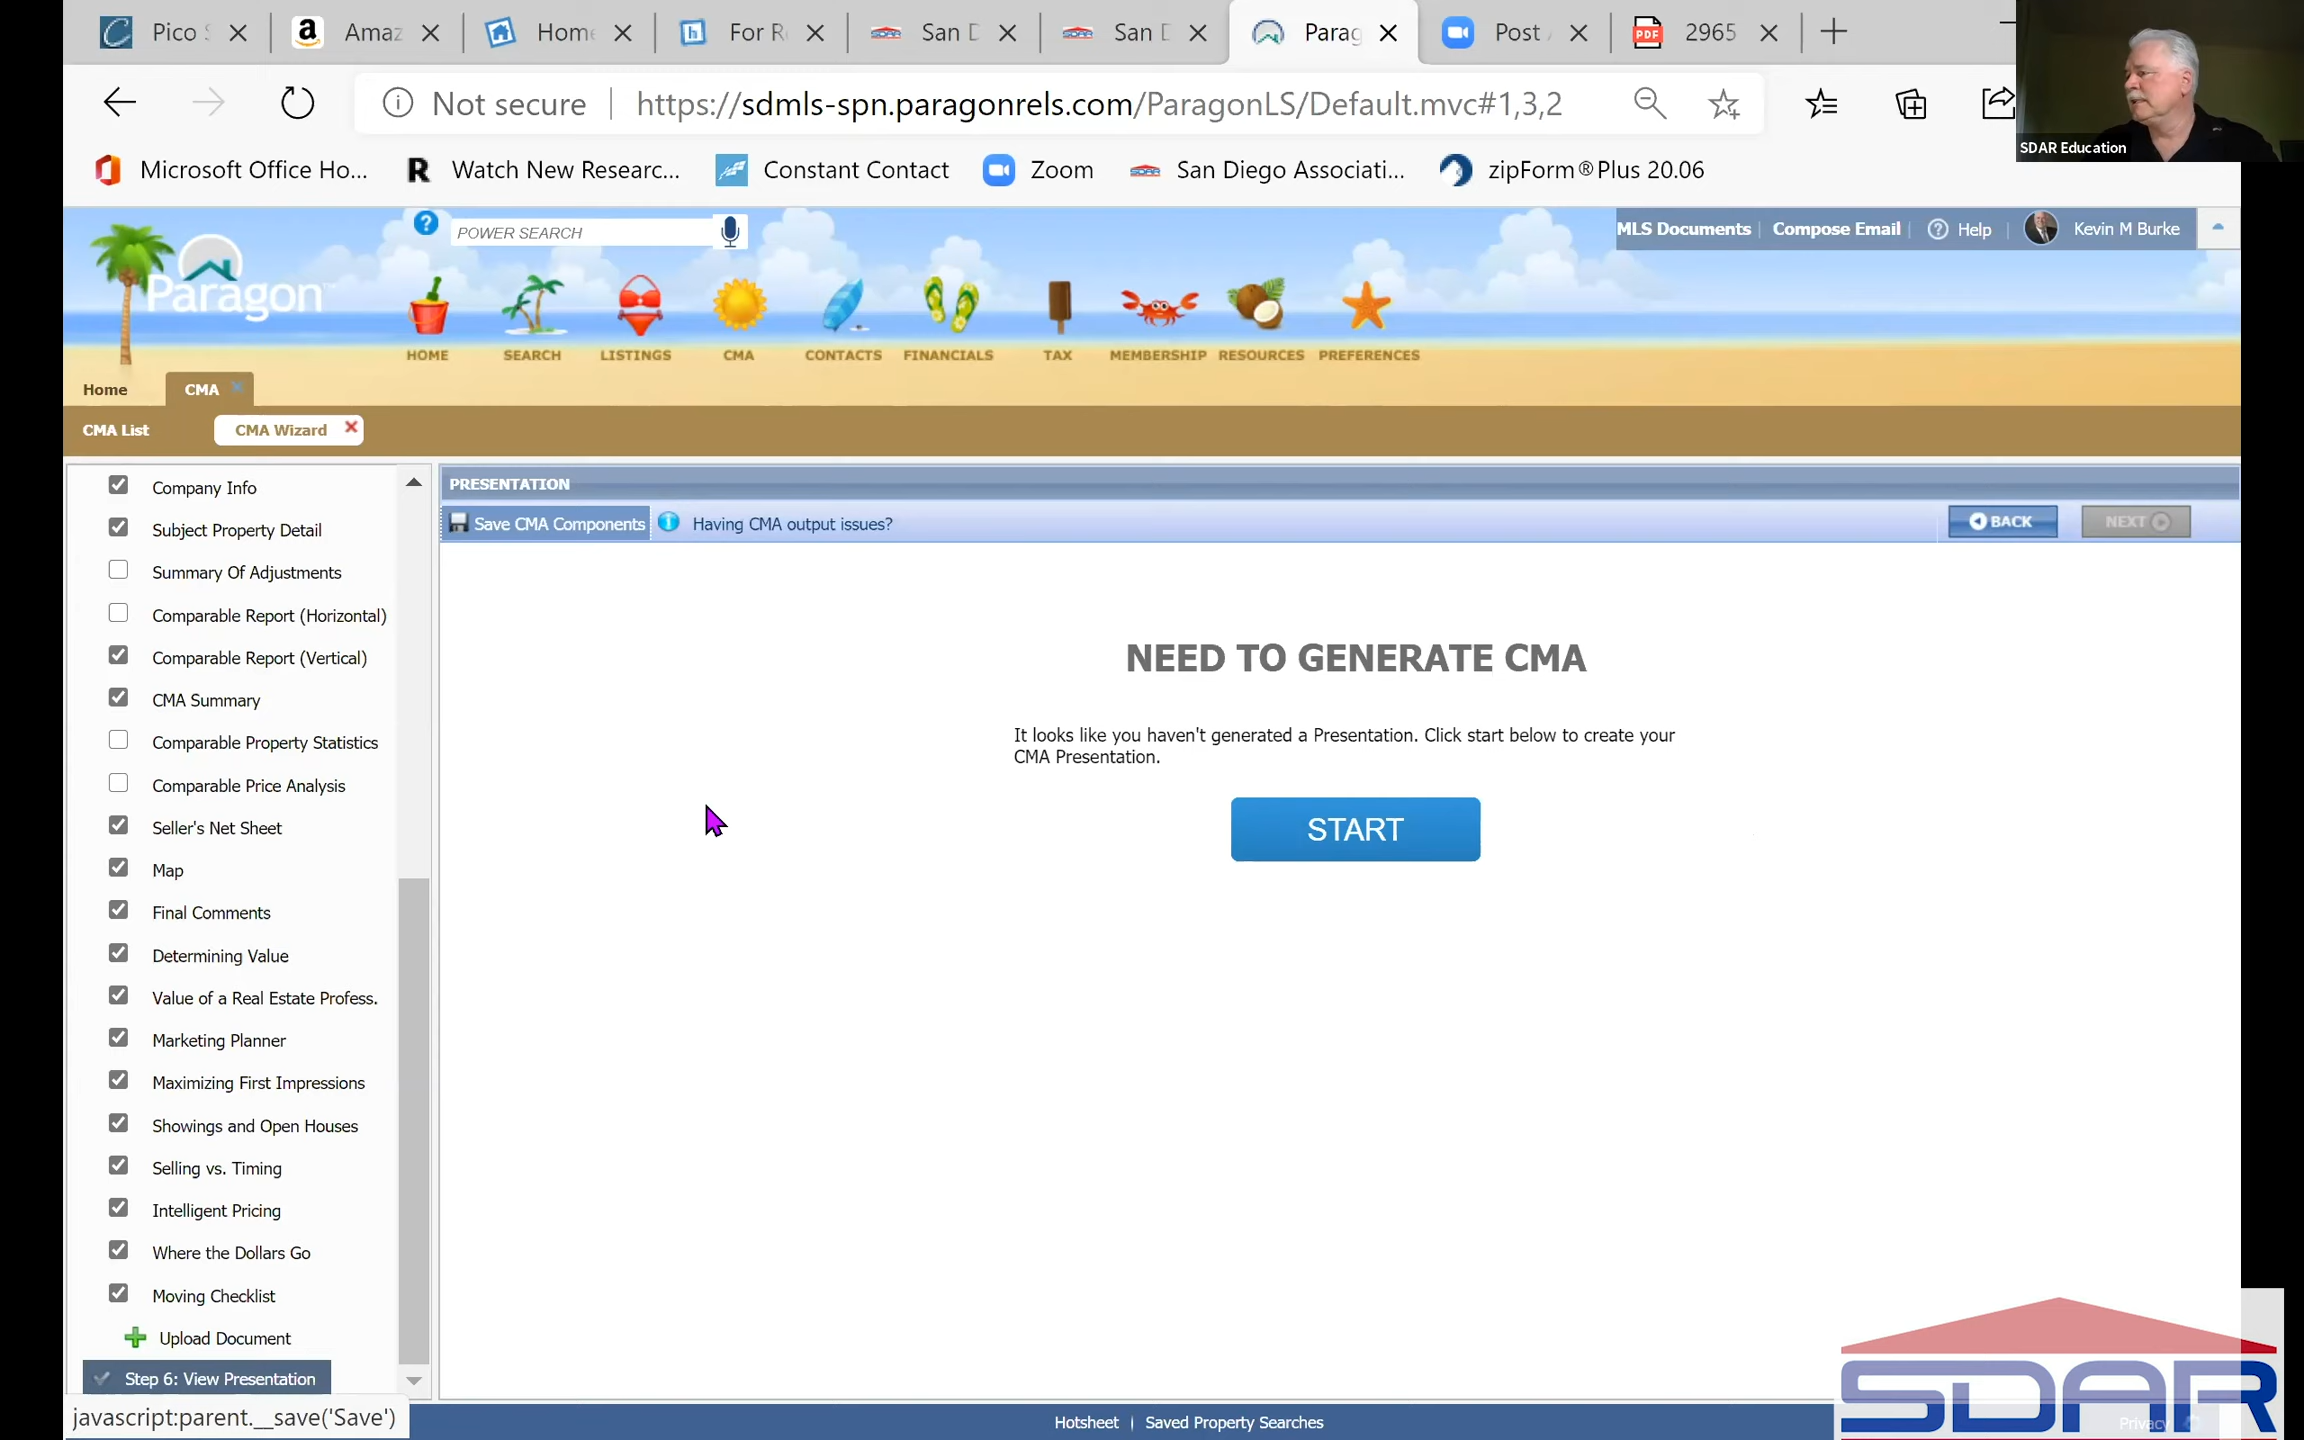 Pico S
Amaz
Home
For Re
San D
San D
Parag
Post A
PDF
2965
Not secure
https://sdmls-spn.paragonrels.com/ParagonLS/Default.mvc#1,3,2
SDAR Education
Microsoft Office Ho...
R
Watch New Researc...
Constant Contact
Zoom
San Diego Associati...
zipForm®Plus 20.06
POWER SEARCH
MLS Documents
Compose Email
Help
Kevin M Burke
Paragon
HOME
SEARCH
LISTINGS
CMA
CONTACTS
FINANCIALS
TAX
MEMBERSHIP
RESOURCES
PREFERENCES
Home
CMA
CMA List
CMA Wizard
Company Info
Subject Property Detail
Summary Of Adjustments
Comparable Report (Horizontal)
Comparable Report (Vertical)
CMA Summary
Comparable Property Statistics
Comparable Price Analysis
Seller's Net Sheet
Map
Final Comments
Determining Value
Value of a Real Estate Profess.
Marketing Planner
Maximizing First Impressions
Showings and Open Houses
Selling vs. Timing
Intelligent Pricing
Where the Dollars Go
Moving Checklist
Upload Document
Step 6: View Presentation
javascript:parent.__save('Save')
PRESENTATION
Save CMA Components
Having CMA output issues?
BACK
NEXT
NEED TO GENERATE CMA
It looks like you haven't generated a Presentation. Click start below to create your
CMA Presentation.
START
Hotsheet | Saved Property Searches
SDAR
Privacy